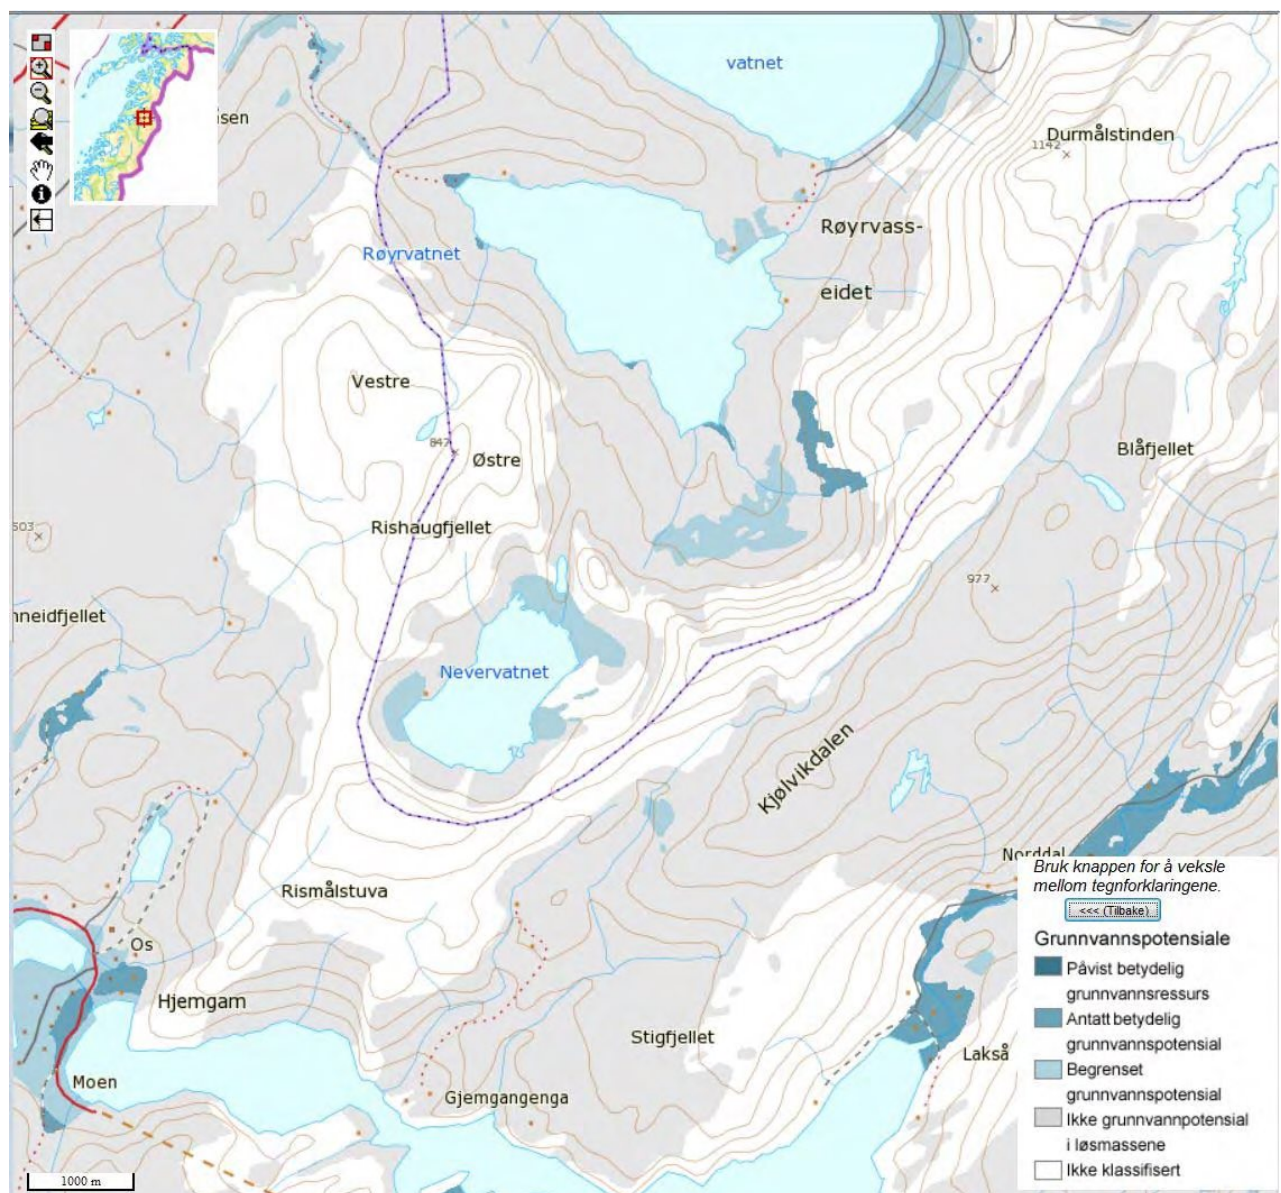 vatnet
isen
Durmålstinden
1142
Røyrvass-
Røyrvatnet
eidet
Vestre
847
Østre
Blåfjellet
503
Rishaugfjellet
977
nneidfjellet
Nevervatnet
Kjølvikdalen
Norddal
Bruk knappen for å veksle
mellom tegnforklaringene.
<<< (Tilbake)
Rismålstuva
Grunnvannspotensiale
Os
Påvist betydelig
grunnvannsressurs
Hjemgam
Antatt betydelig
grunnvannspotensial
Stigfjellet
Lakså
Begrenset
grunnvannspotensial
Moen
Gjemgangenga
Ikke grunnvannpotensial
i løsmassene
Ikke klassifisert
1000 m